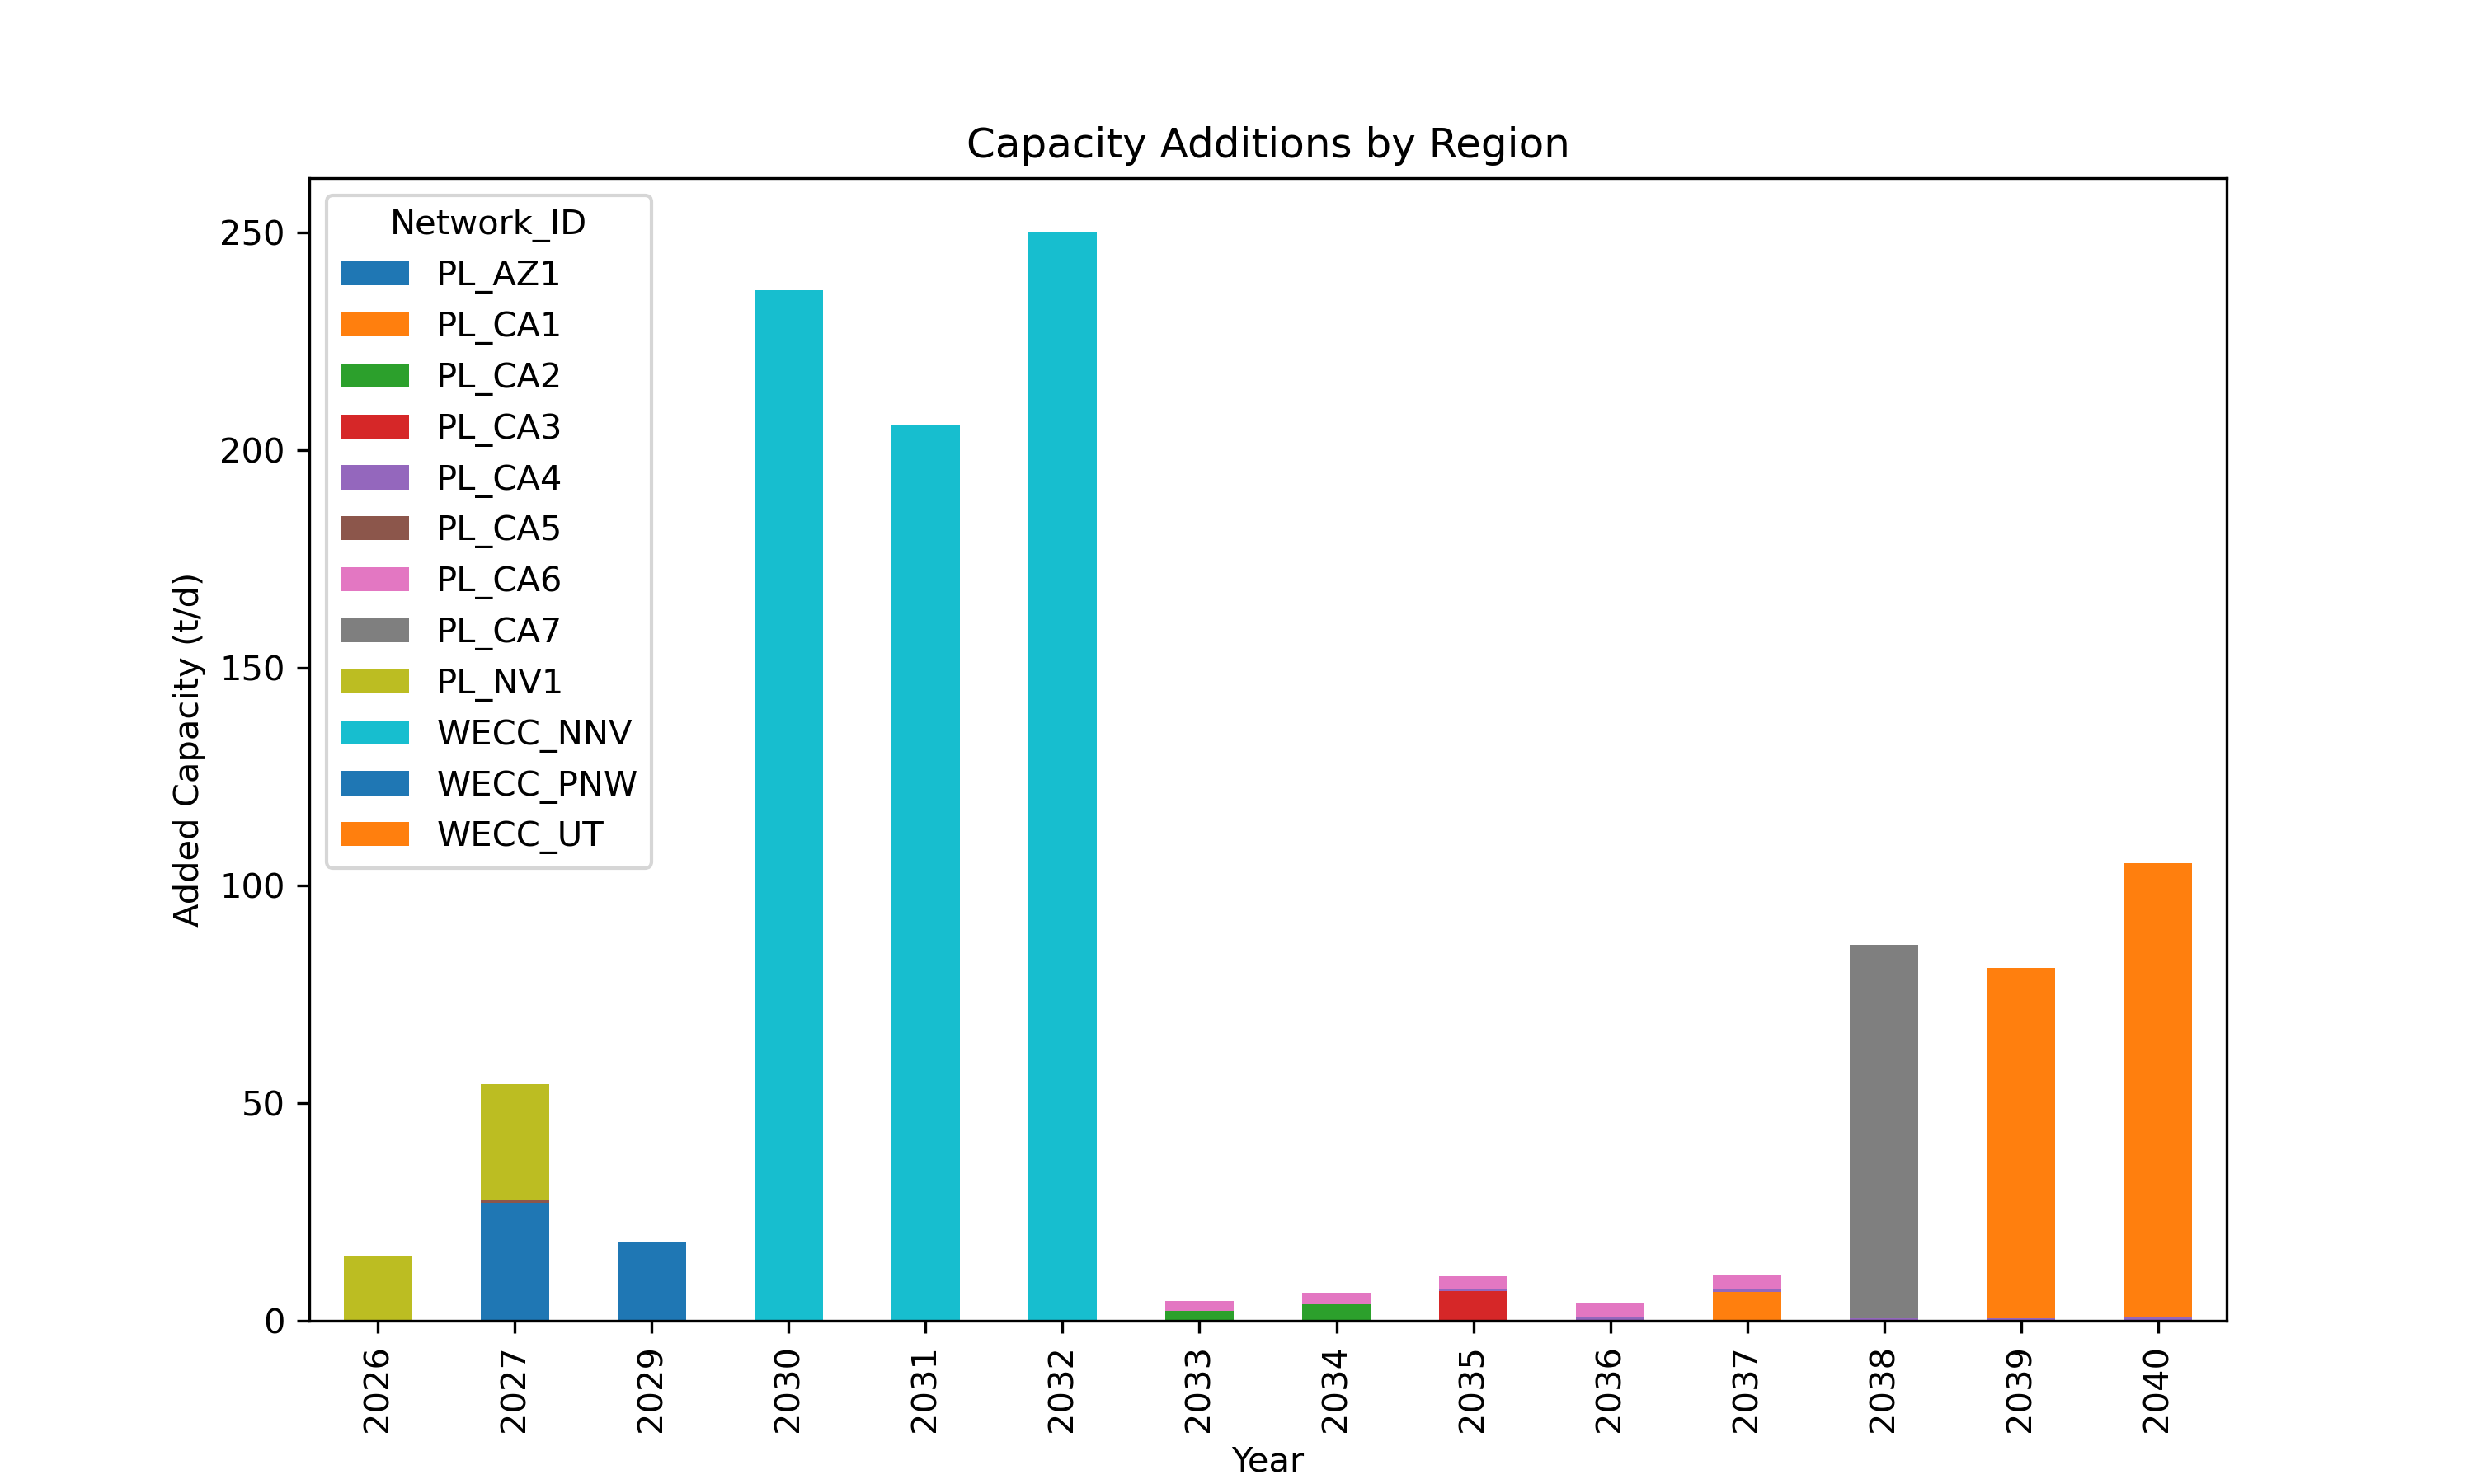 Capacity Additions by Region
Network_ID
PL_AZ1
PL_CA1
PL_CA2
PL_CA3
PL_CA4
PL_CA5
PL_CA6
PL_CA7
PL_NV1
WECC_NNV
WECC_PNW
WECC_UT
Added Capacity (t/d)
250
200
150
100
50
0
2026
2027
2029
2030
2031
2032
2033
2034
2035
2036
2037
2038
2039
2040
Year